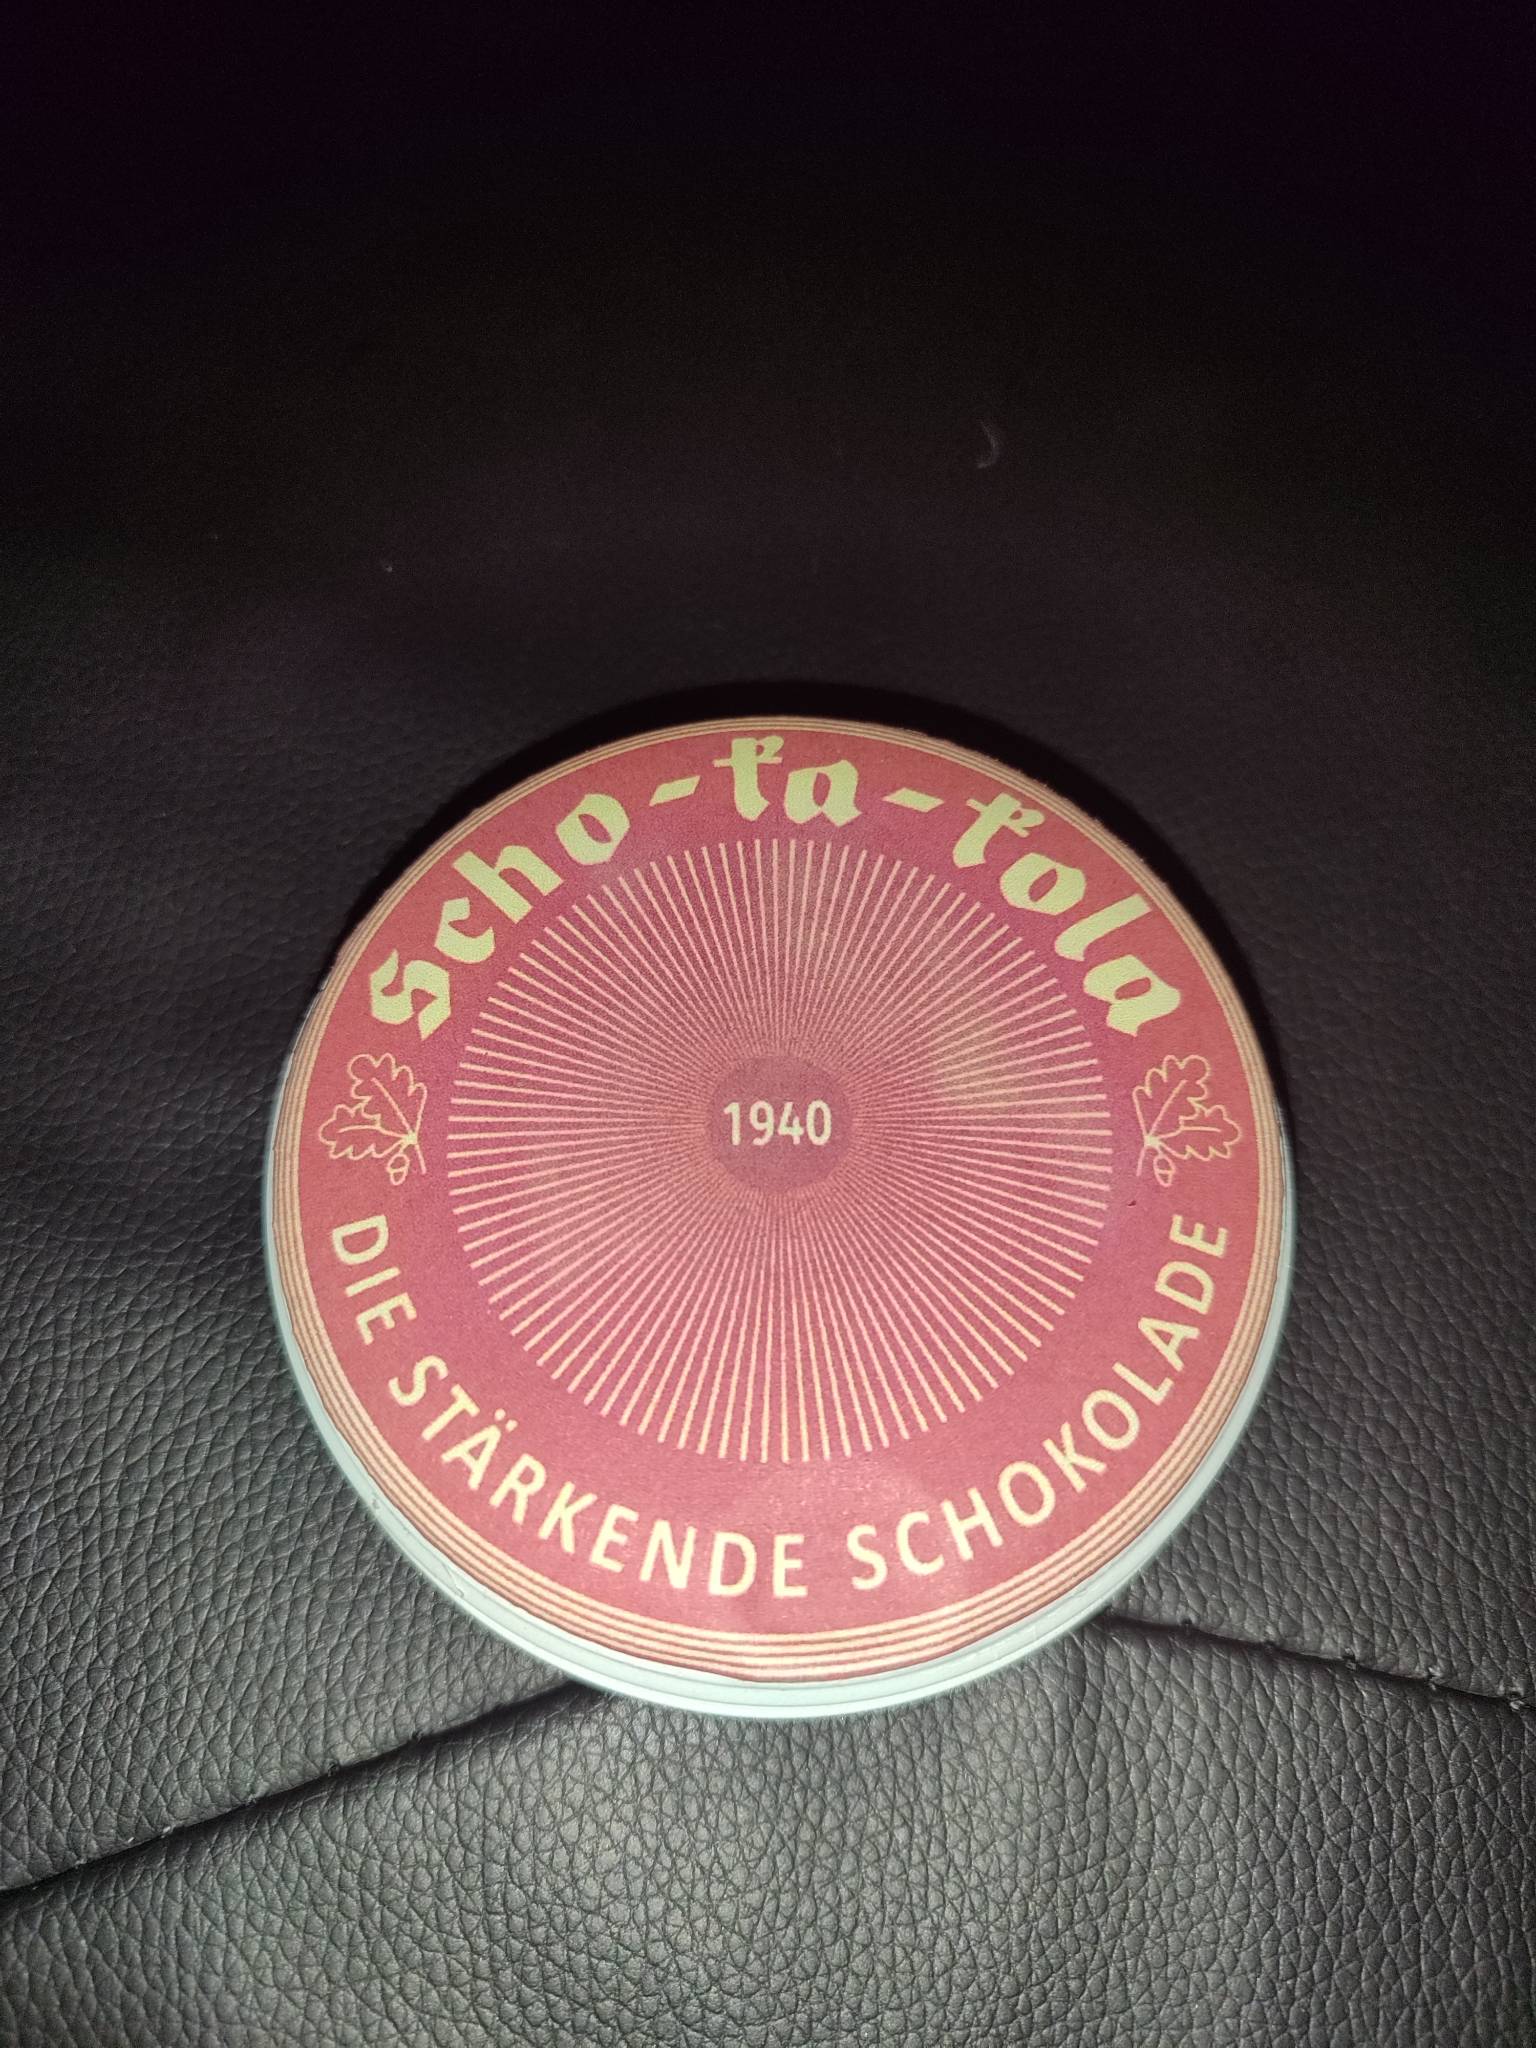 Scho-ka-kola
1940
DIE STÄRKENDE SCHOKOLADE